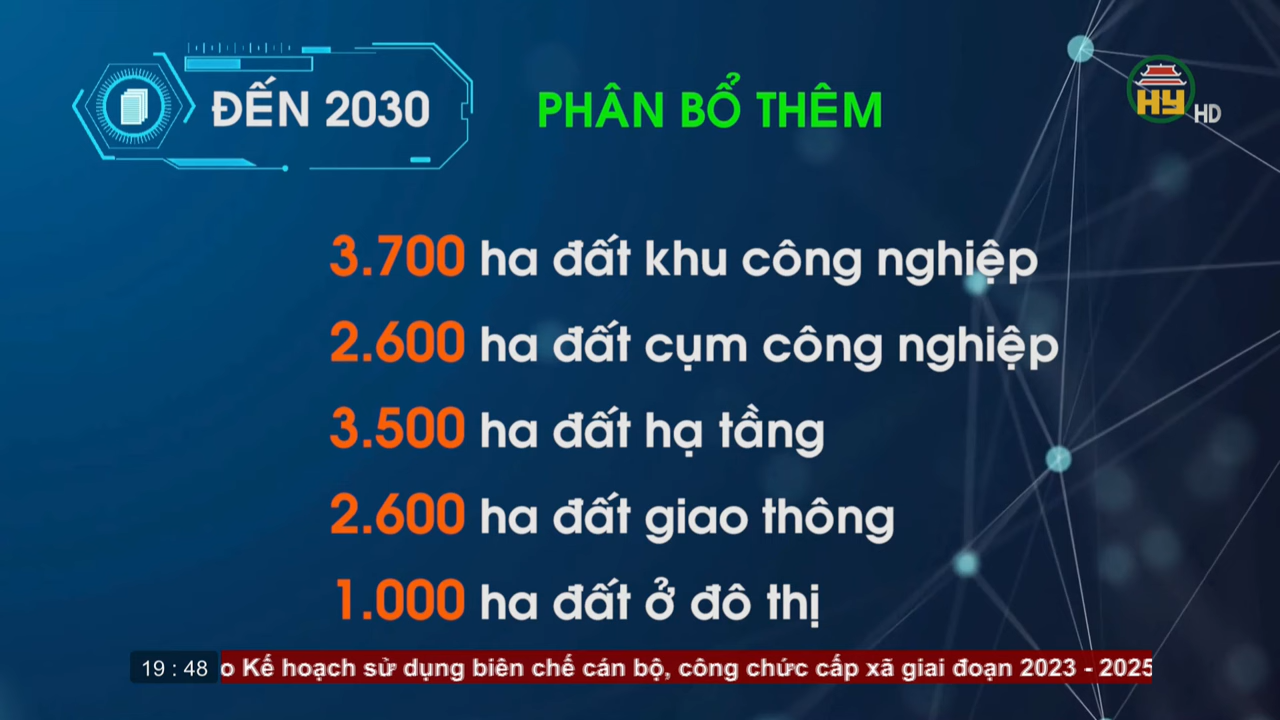 ĐẾN 2030
PHÂN BỔ THÊM
HY HD
3.700 ha đất khu công nghiệp
2.600 ha đất cụm công nghiệp
3.500 ha đất hạ tầng
2.600 ha đất giao thông
1.000 ha đất ở đô thị
19 : 48 o Kế hoạch sử dụng biên chế cán bộ, công chức cấp xã giai đoạn 2023 - 2025